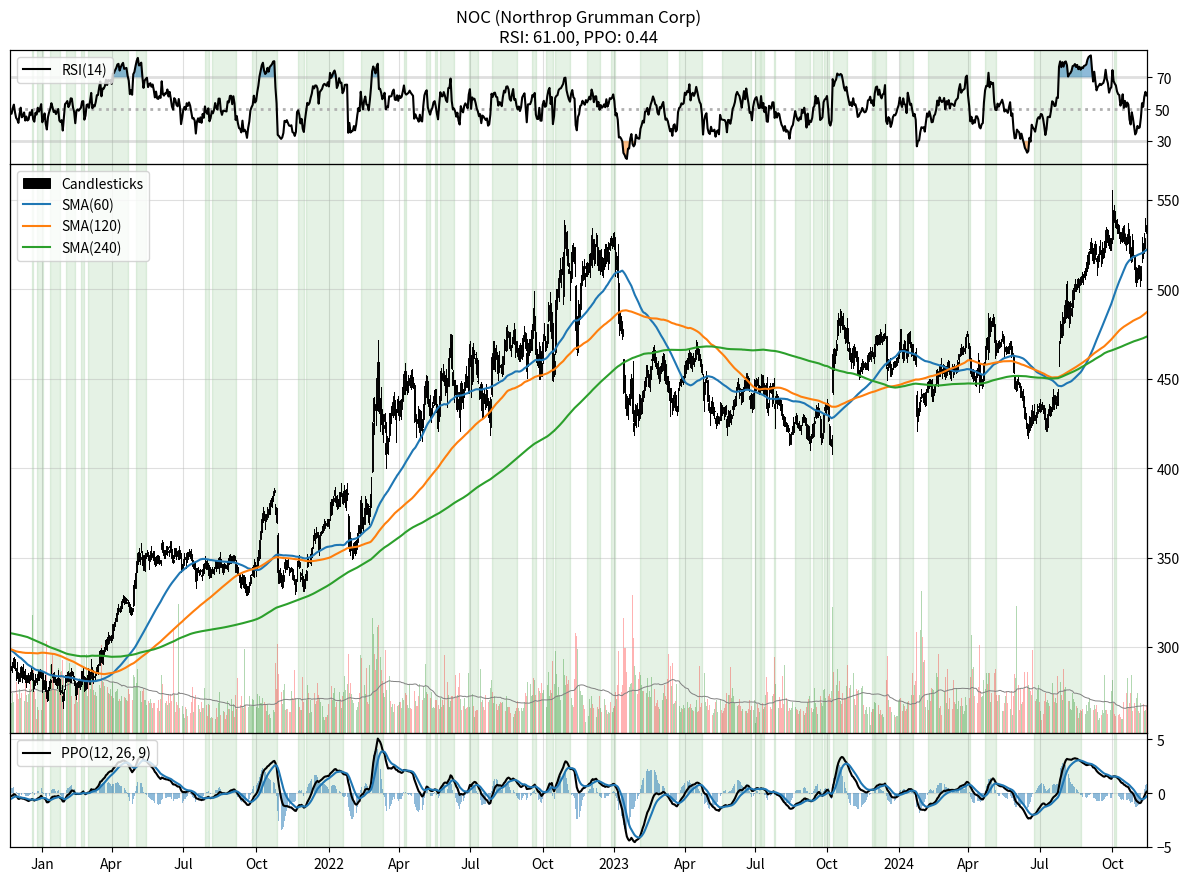 NOC (Northrop Grumman Corp)
RSI: 61.00, PPO: 0.44
RSI(14)
70
50
30
Candlesticks
SMA(60)
SMA(120)
SMA(240)
550
500
450
400
350
300
PPO(12, 26, 9)
5
0
−5
Jan Apr Jul Oct 2022 Apr Jul Oct 2023 Apr Jul Oct 2024 Apr Jul Oct